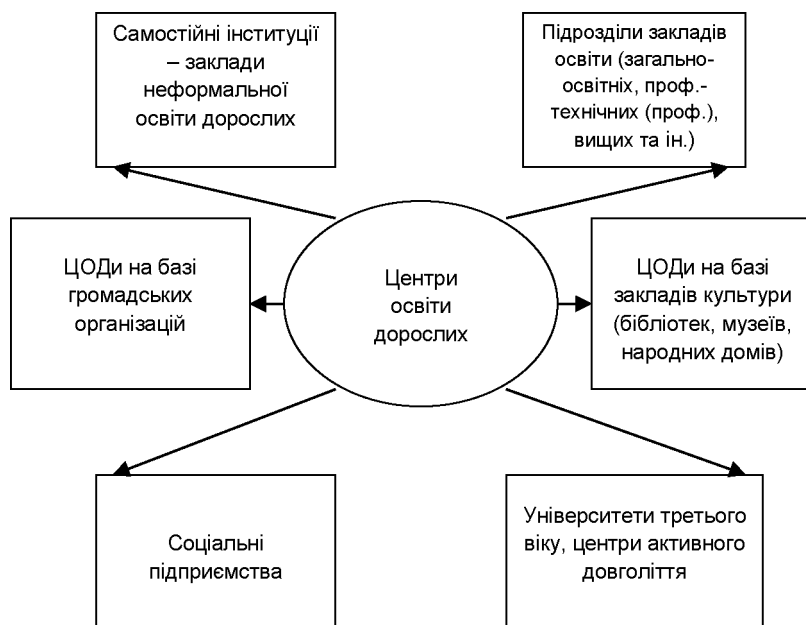 Самостійні інституції
– заклади
неформальної
освіти дорослих
Підрозділи закладів
освіти (загально-
освітніх, проф.-
технічних (проф.),
вищих та ін.)
ЦОДи на базі
громадських
організацій
Центри
освіти
дорослих
ЦОДи на базі
закладів культури
(бібліотек, музеїв,
народних домів)
Соціальні
підприємства
Університети третього
віку, центри активного
довголіття